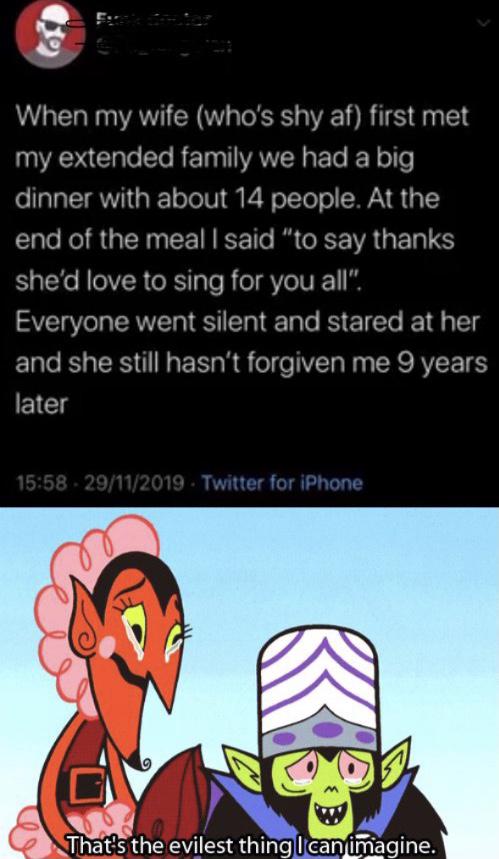 When my wife (who's shy af) first met
my extended family we had a big
dinner with about 14 people. At the
end of the meal I said "to say thanks
she'd love to sing for you all".
Everyone went silent and stared at her
and she still hasn't forgiven me 9 years
later
15:58 · 29/11/2019 · Twitter for iPhone
That's the evilest thing I can imagine.